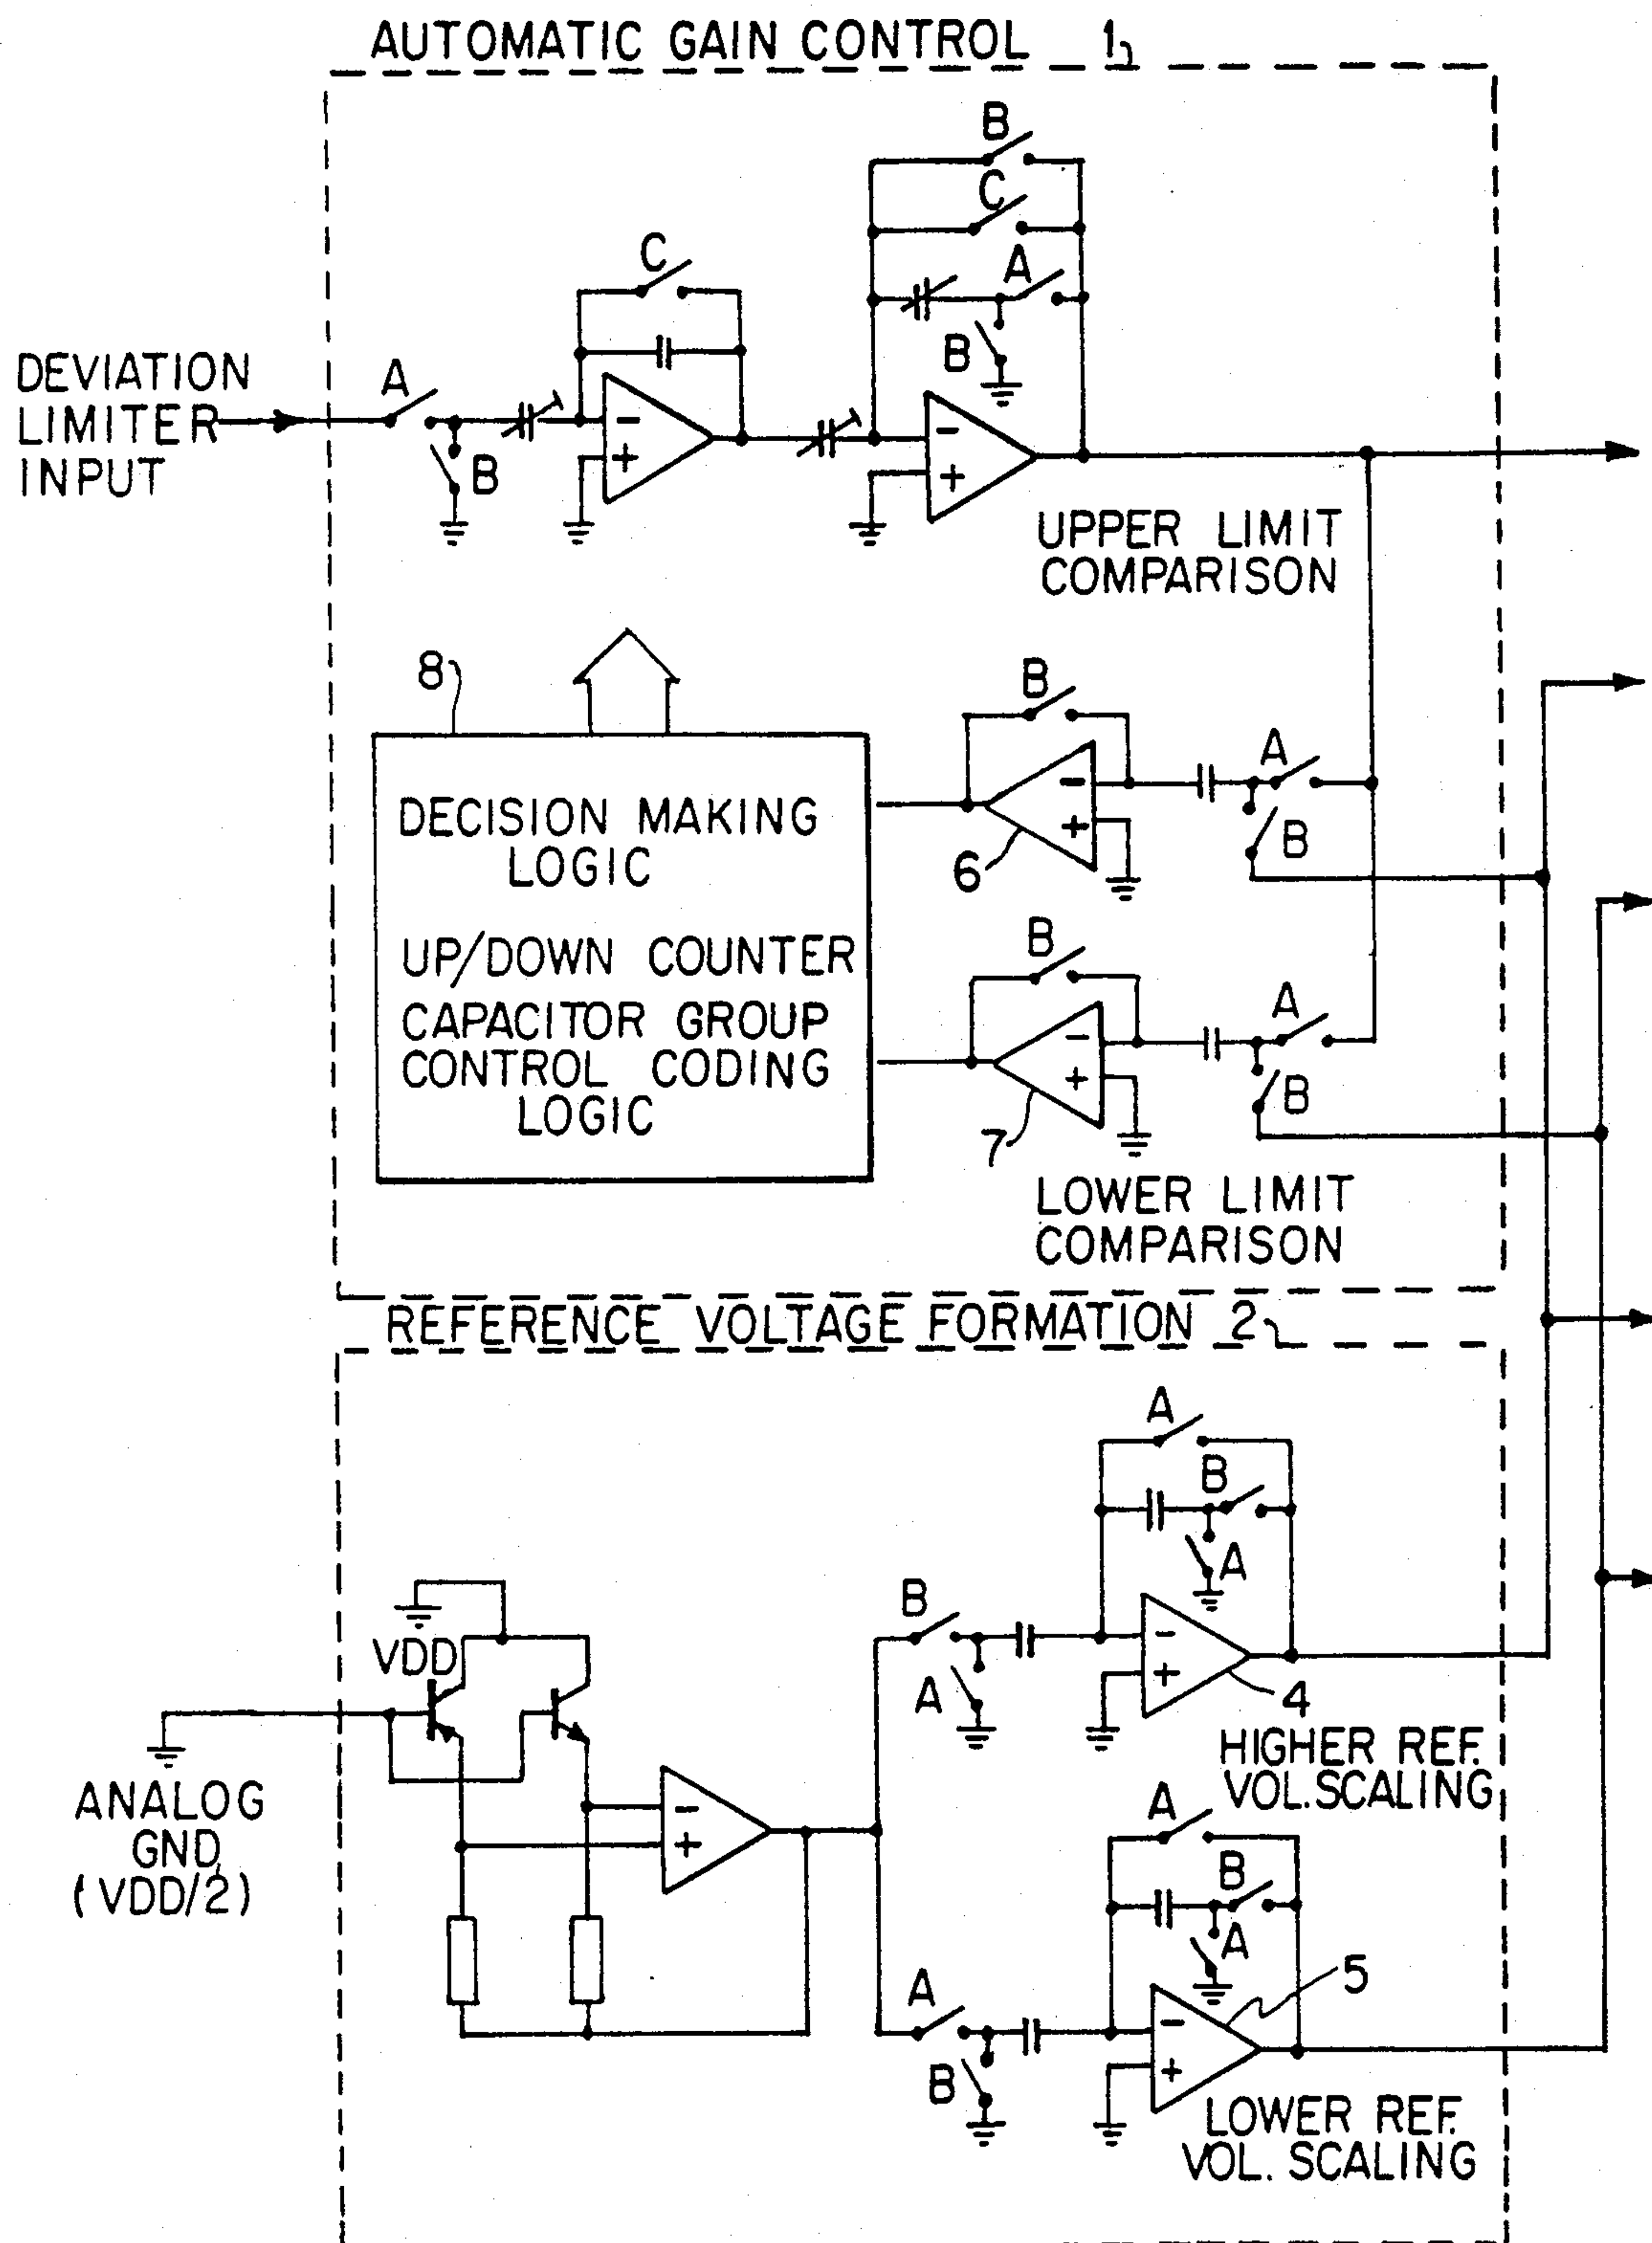 AUTOMATIC GAIN CONTROL 1
B
C
A
B
C
DEVIATION
LIMITER
INPUT
A
B
-
+
-
+
UPPER LIMIT
COMPARISON
8
B
A
B
-
+
6
DECISION MAKING
LOGIC
UP/DOWN COUNTER
CAPACITOR GROUP
CONTROL CODING
LOGIC
B
A
B
-
+
7
LOWER LIMIT
COMPARISON
REFERENCE VOLTAGE FORMATION 2
A
B
A
B
A
-
+
4
HIGHER REF.
VOL. SCALING
VDD
ANALOG
GND
(VDD/2)
-
+
A
B
A
A
B
-
+
5
LOWER REF.
VOL. SCALING